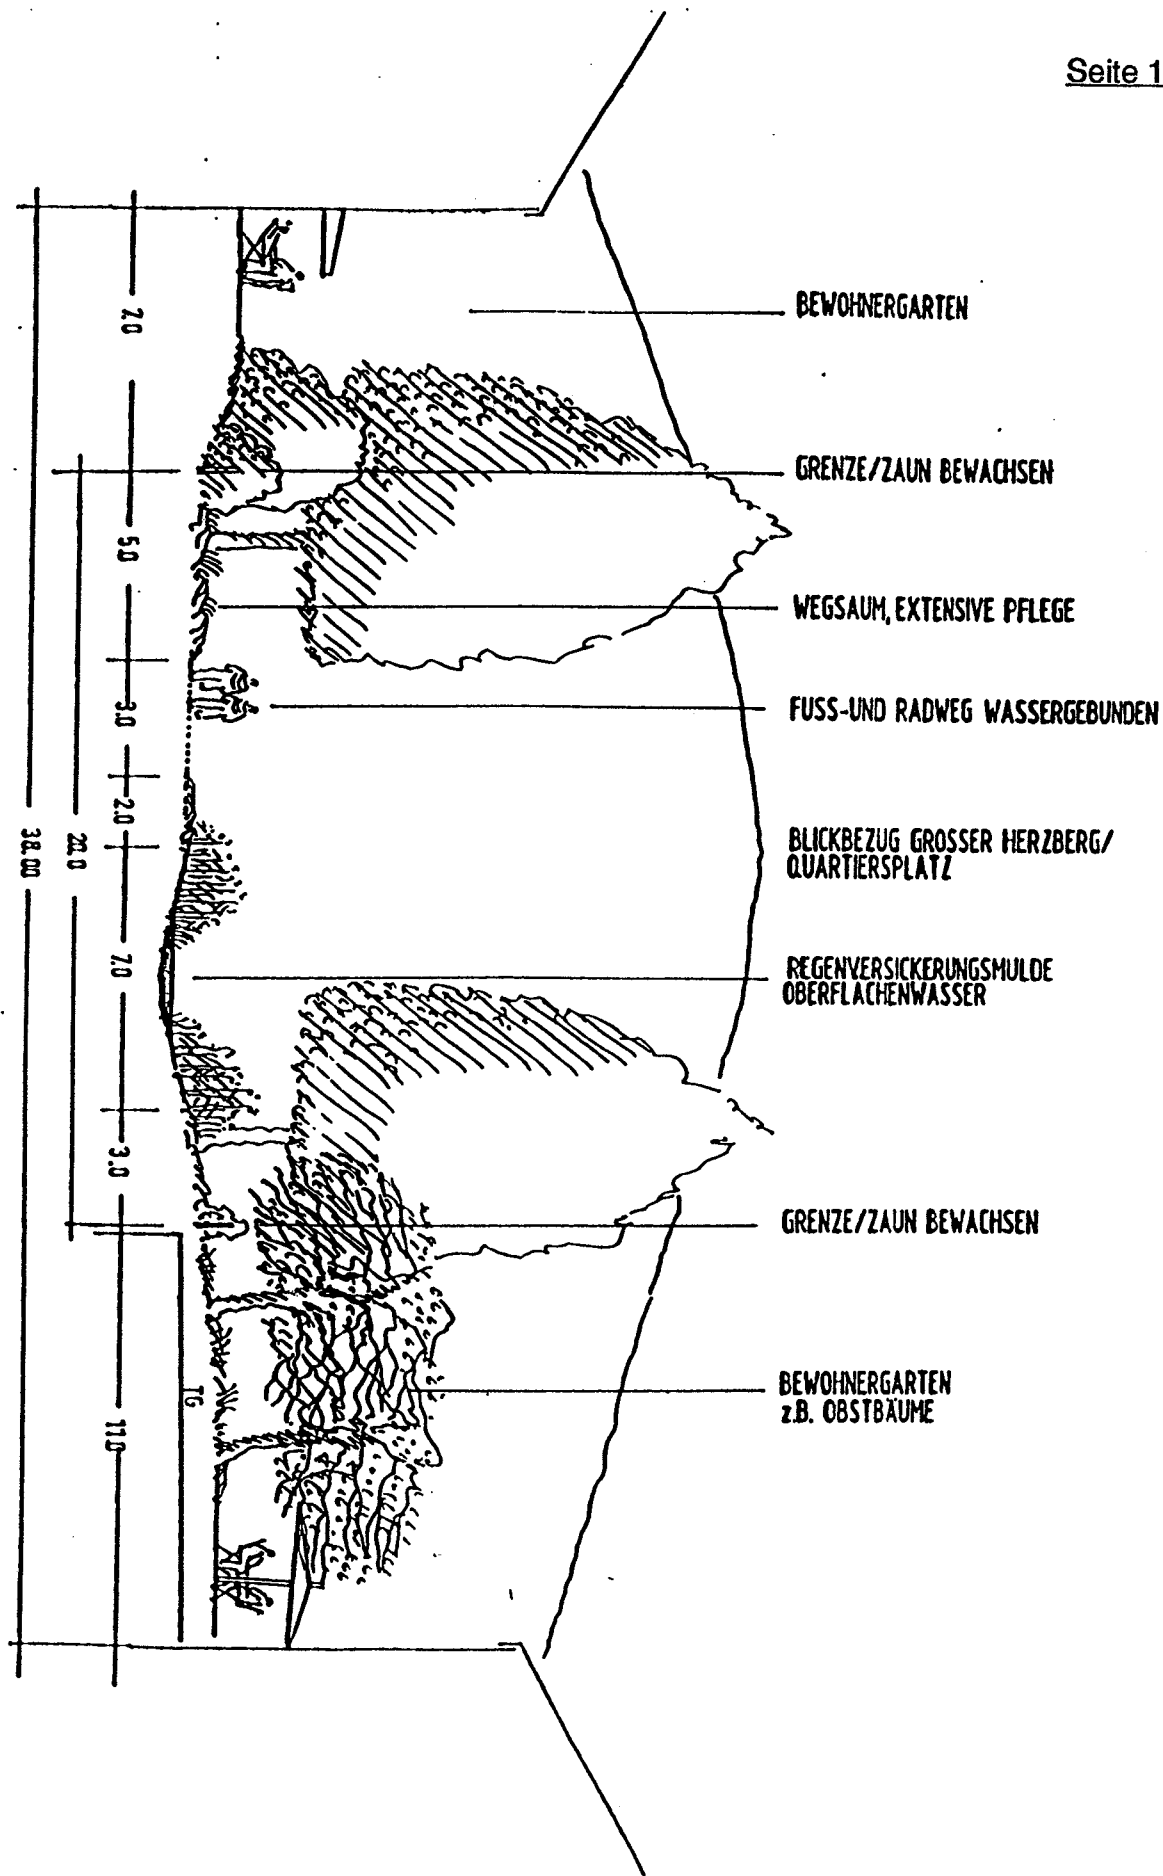 Seite 1
BEWOHNERGARTEN
GRENZE/ZAUN BEWACHSEN
WEGSAUM, EXTENSIVE PFLEGE
FUSS-UND RADWEG WASSERGEBUNDEN
BLICKBEZUG GROSSER HERZBERG/
QUARTIERSPLATZ
REGENVERSICKERUNGSMULDE
OBERFLACHENWASSER
GRENZE/ZAUN BEWACHSEN
BEWOHNERGARTEN
z.B. OBSTBÄUME
7.0
5.0
3.0
2.0
7.0
3.0
11.0
20.0
38.00
TG